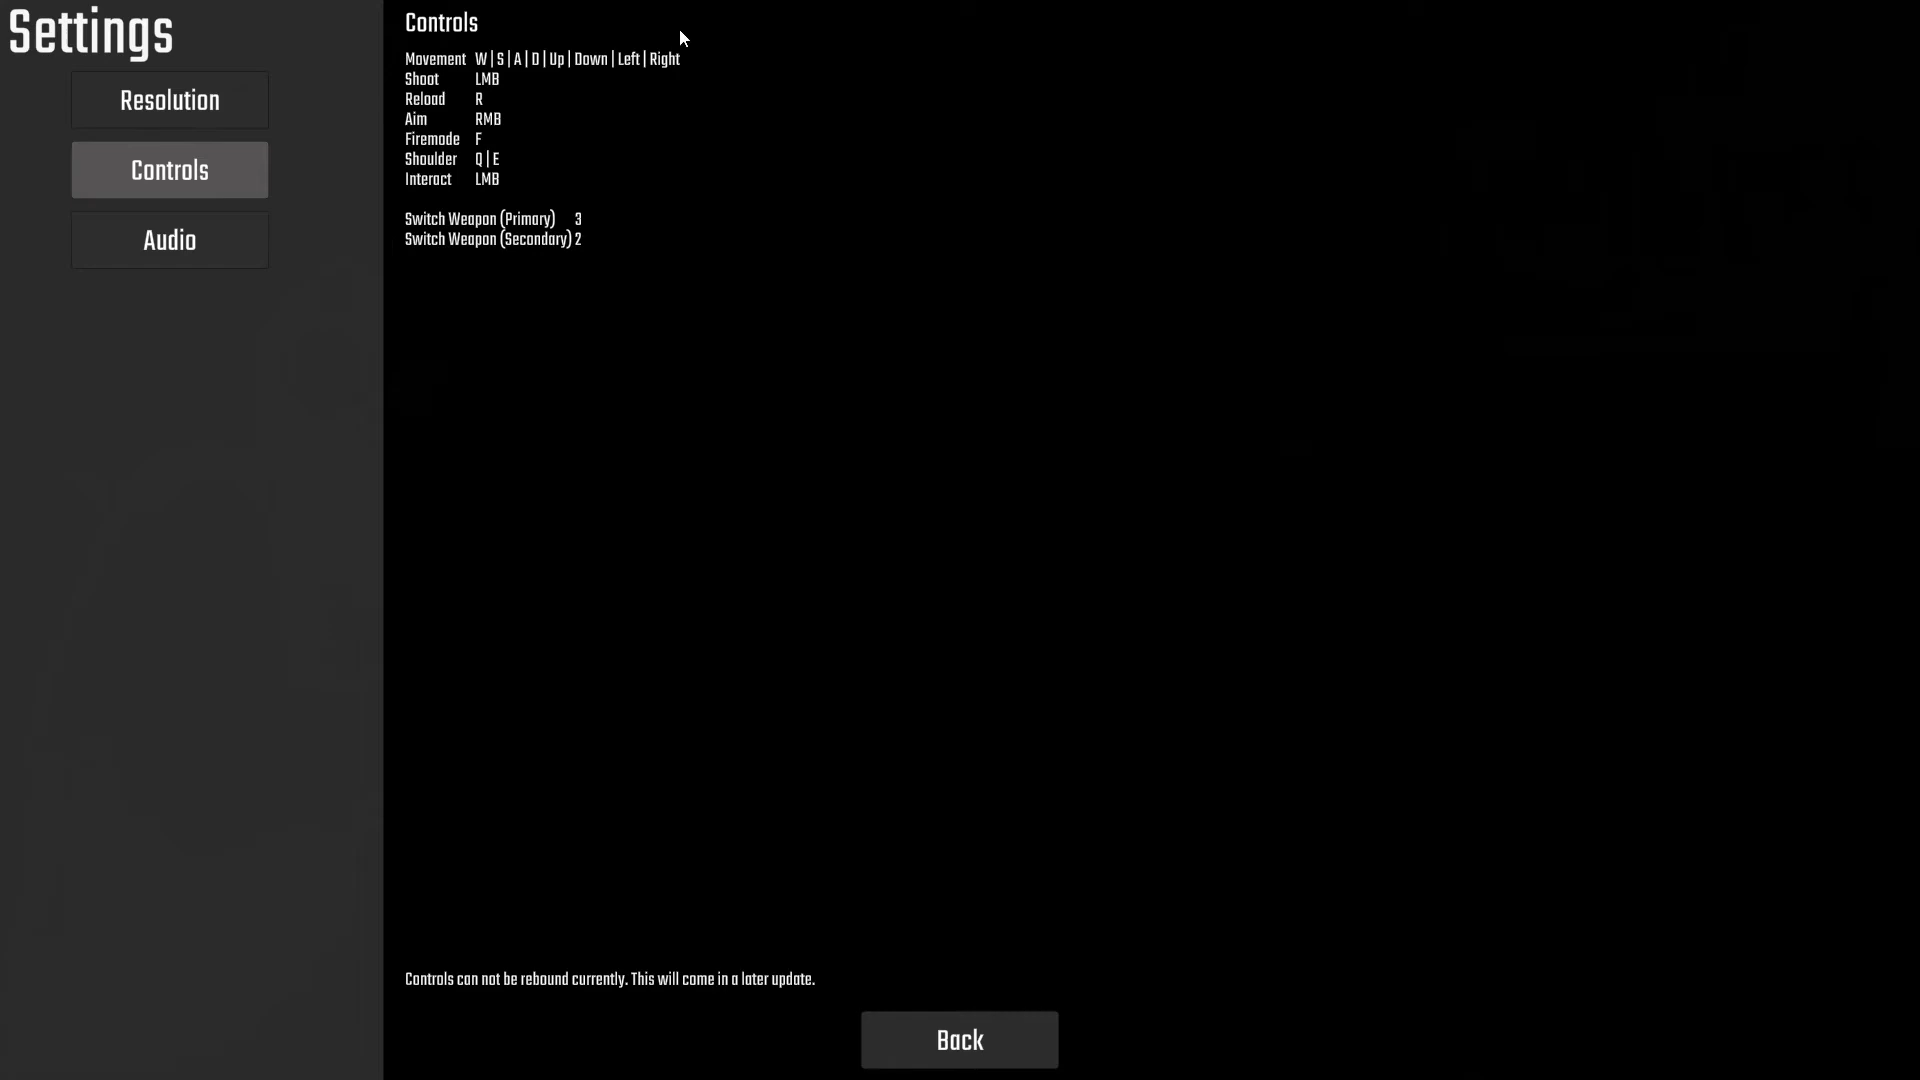 Settings
Resolution
Controls
Audio
Controls
Movement W | S | A | D | Up | Down | Left | Right
Shoot LMB
Reload R
Aim RMB
Firemode F
Shoulder Q | E
Interact LMB
Switch Weapon (Primary) 3
Switch Weapon (Secondary) 2
Controls can not be rebound currently. This will come in a later update.
Back